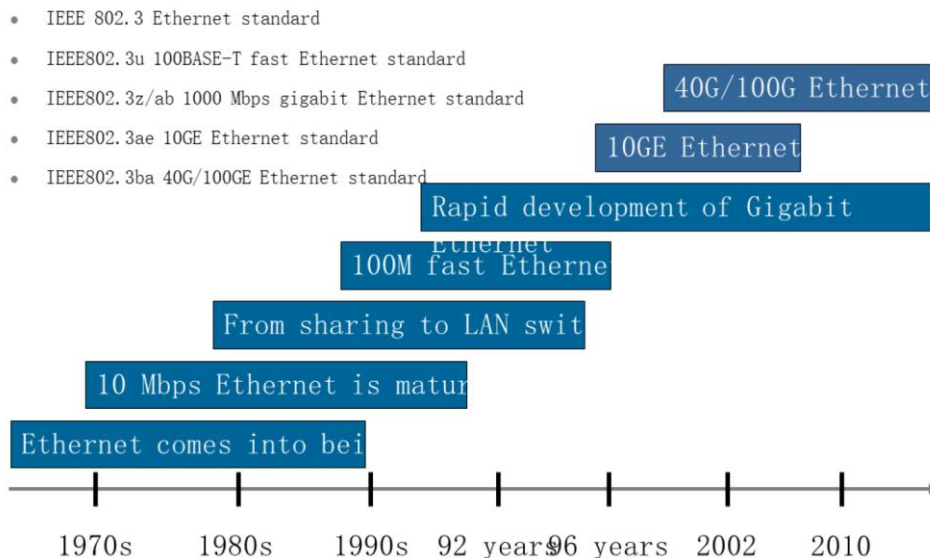 IEEE 802.3 Ethernet standard
IEEE802.3u 100BASE-T fast Ethernet standard
IEEE802.3z/ab 1000 Mbps gigabit Ethernet standard
IEEE802.3ae 10GE Ethernet standard
IEEE802.3ba 40G/100GE Ethernet standard
40G/100G Ethernet
10GE Ethernet
Rapid development of Gigabit
Ethernet
100M fast Etherne
From sharing to LAN swit
10 Mbps Ethernet is matur
Ethernet comes into bei
1970s 1980s 1990s 92 years 96 years 2002 2010